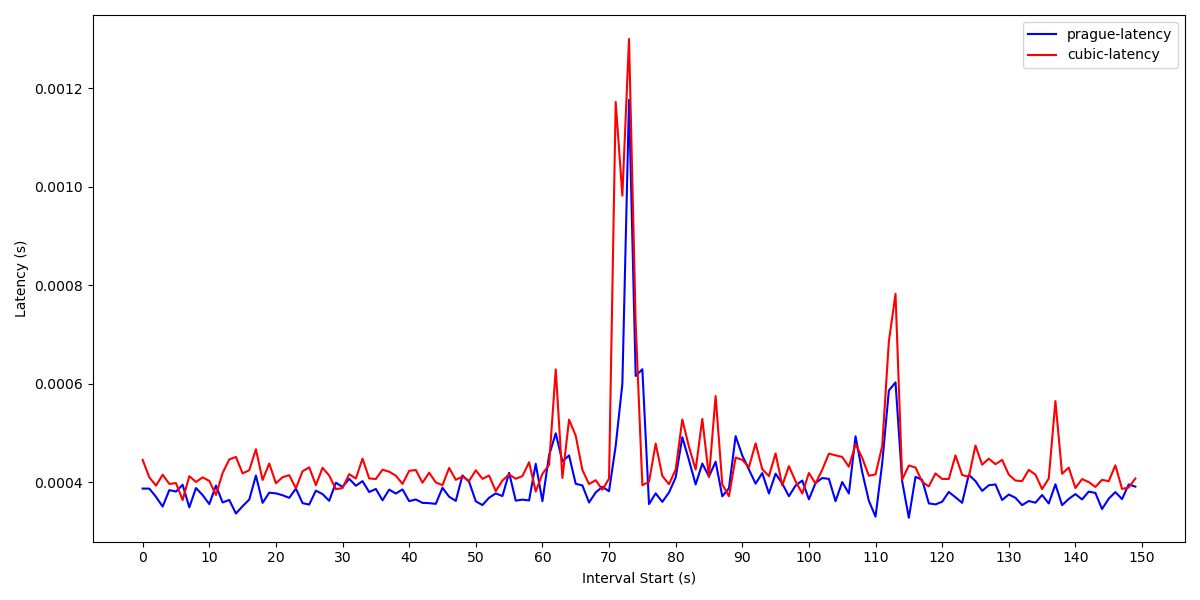 prague-latency
cubic-latency
0.0012
0.0010
0.0008
0.0006
0.0004
Latency (s)
0 10 20 30 40 50 60 70 80 90 100 110 120 130 140 150
Interval Start (s)